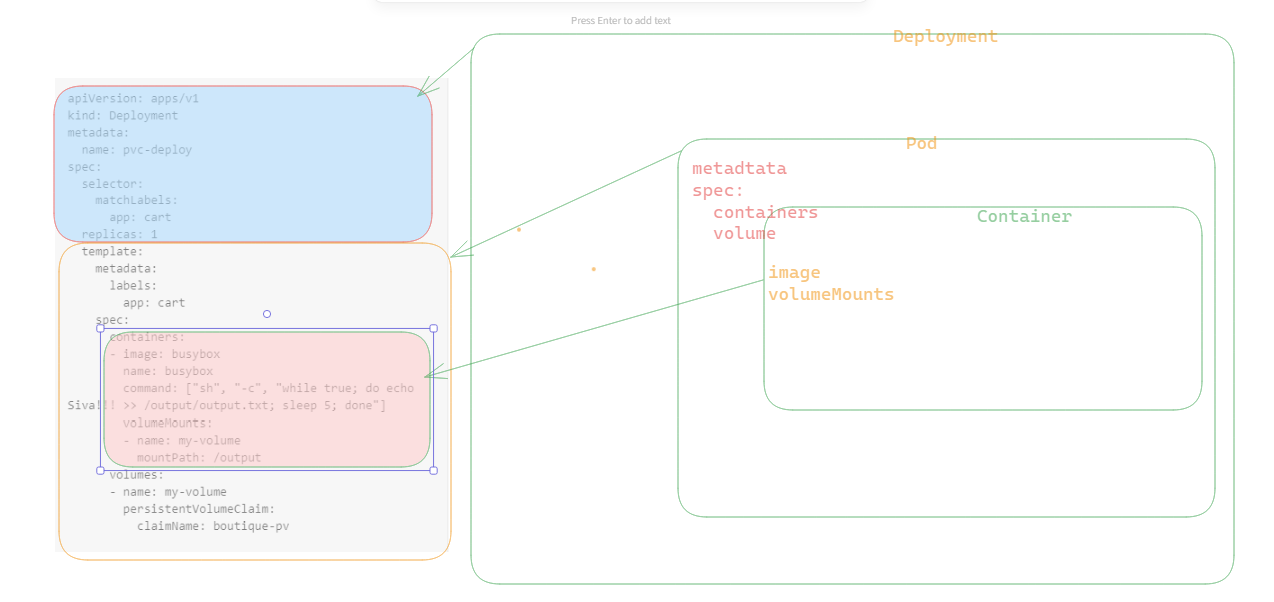 Press Enter to add text
Deployment
apiVersion: apps/v1
kind: Deployment
metadata:
  name: pvc-deploy
spec:
  selector:
    matchLabels:
      app: cart
  replicas: 1
  template:
    metadata:
      labels:
        app: cart
    spec:
      containers:
      - image: busybox
        name: busybox
        command: ["sh", "-c", "while true; do echo
Siva!!! >> /output/output.txt; sleep 5; done"]
        volumeMounts:
        - name: my-volume
          mountPath: /output
      volumes:
      - name: my-volume
        persistentVolumeClaim:
          claimName: boutique-pv
Pod
metadtata
spec:
  containers
  volume
Container
image
volumeMounts